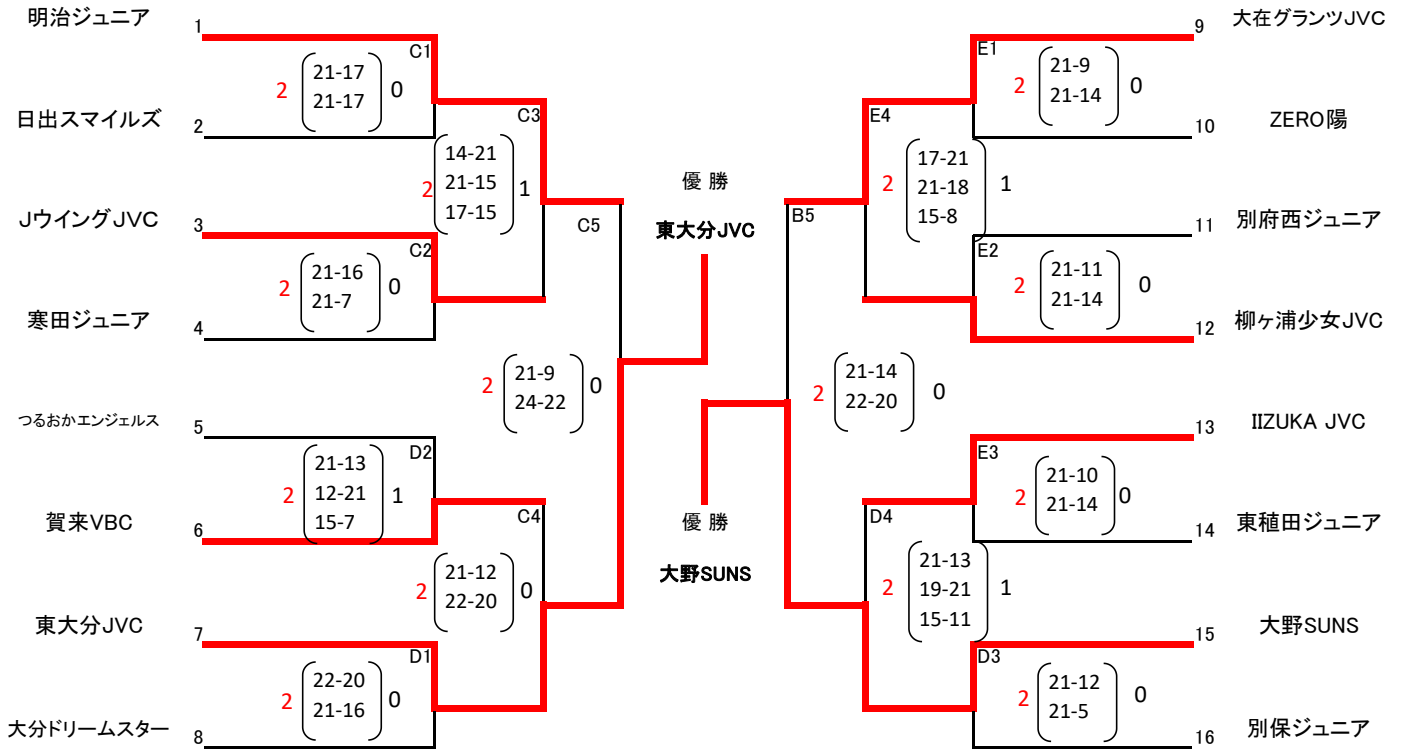 明治ジュニア
1
C1
2
21-17
21-17
0
日出スマイルズ
2
C3
2
14-21
21-15
17-15
1
JウイングJVC
3
C2
2
21-16
21-7
0
寒田ジュニア
4
C5
2
21-9
24-22
0
つるおかエンジェルス
5
D2
2
21-13
12-21
15-7
1
賀来VBC
6
C4
2
21-12
22-20
0
東大分JVC
7
D1
2
22-20
21-16
0
大分ドリームスター
8
優 勝
東大分JVC
優 勝
大野SUNS
9
大在グランツJVC
E1
2
21-9
21-14
0
10
ZERO陽
E4
2
17-21
21-18
15-8
1
11
別府西ジュニア
E2
2
21-11
21-14
0
12
柳ヶ浦少女JVC
B5
2
21-14
22-20
0
13
IIZUKA JVC
E3
2
21-10
21-14
0
14
東稙田ジュニア
D4
2
21-13
19-21
15-11
1
15
大野SUNS
D3
2
21-12
21-5
0
16
別保ジュニア